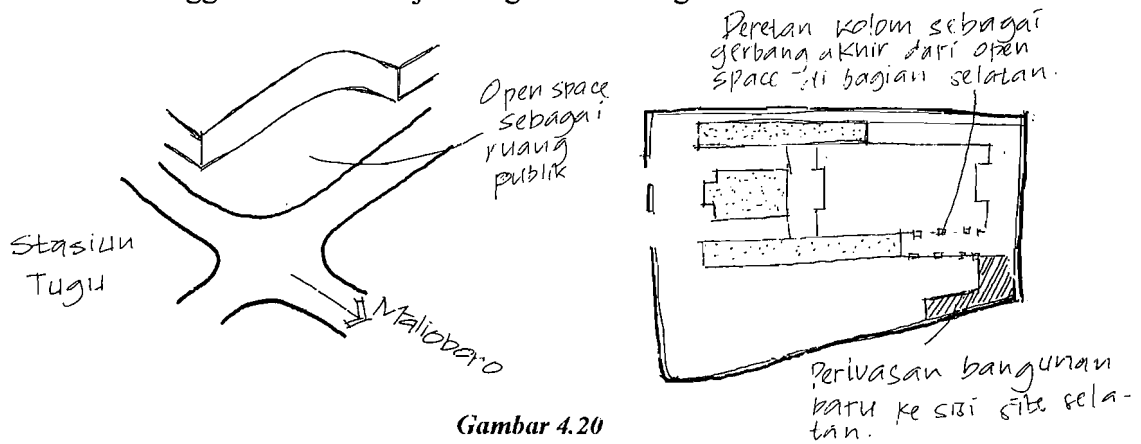 Open space
sebagai
ruang
publik
Stasiun
Tugu
Malioboro
Deretan kolom sebagai
gerbang akhir dari open
space di bagian selatan.
Perluasan bangunan
baru ke sisi site sela-
tan.
Gambar 4.20